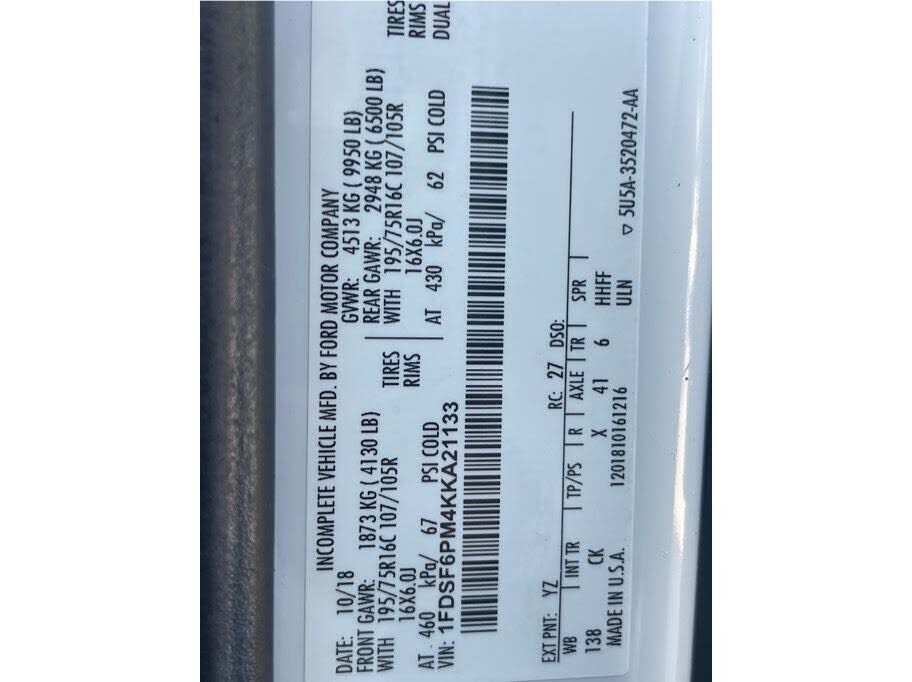 INCOMPLETE VEHICLE MFD. BY FORD MOTOR COMPANY
DATE: 10/18 GVWR: 4513 KG ( 9950 LB)
FRONT GAWR: 1873 KG ( 4130 LB) REAR GAWR: 2948 KG ( 6500 LB)
WITH 195/75R16C 107/105R TIRES WITH 195/75R16C 107/105R TIRES
16X6.0J RIMS 16X6.0J RIMS
AT 460 kPa/ 67 PSI COLD AT 430 kPa/ 62 PSI COLD DUAL
VIN: 1FDSF6PM4KKA21133
EXT PNT: YZ RC: 27 DSO:
WB INT TR TP/PS R AXLE TR SPR
138 CK X 41 6 HHFF
MADE IN U.S.A. 1201810161216 ULN
▽ 5U5A-3520472-AA